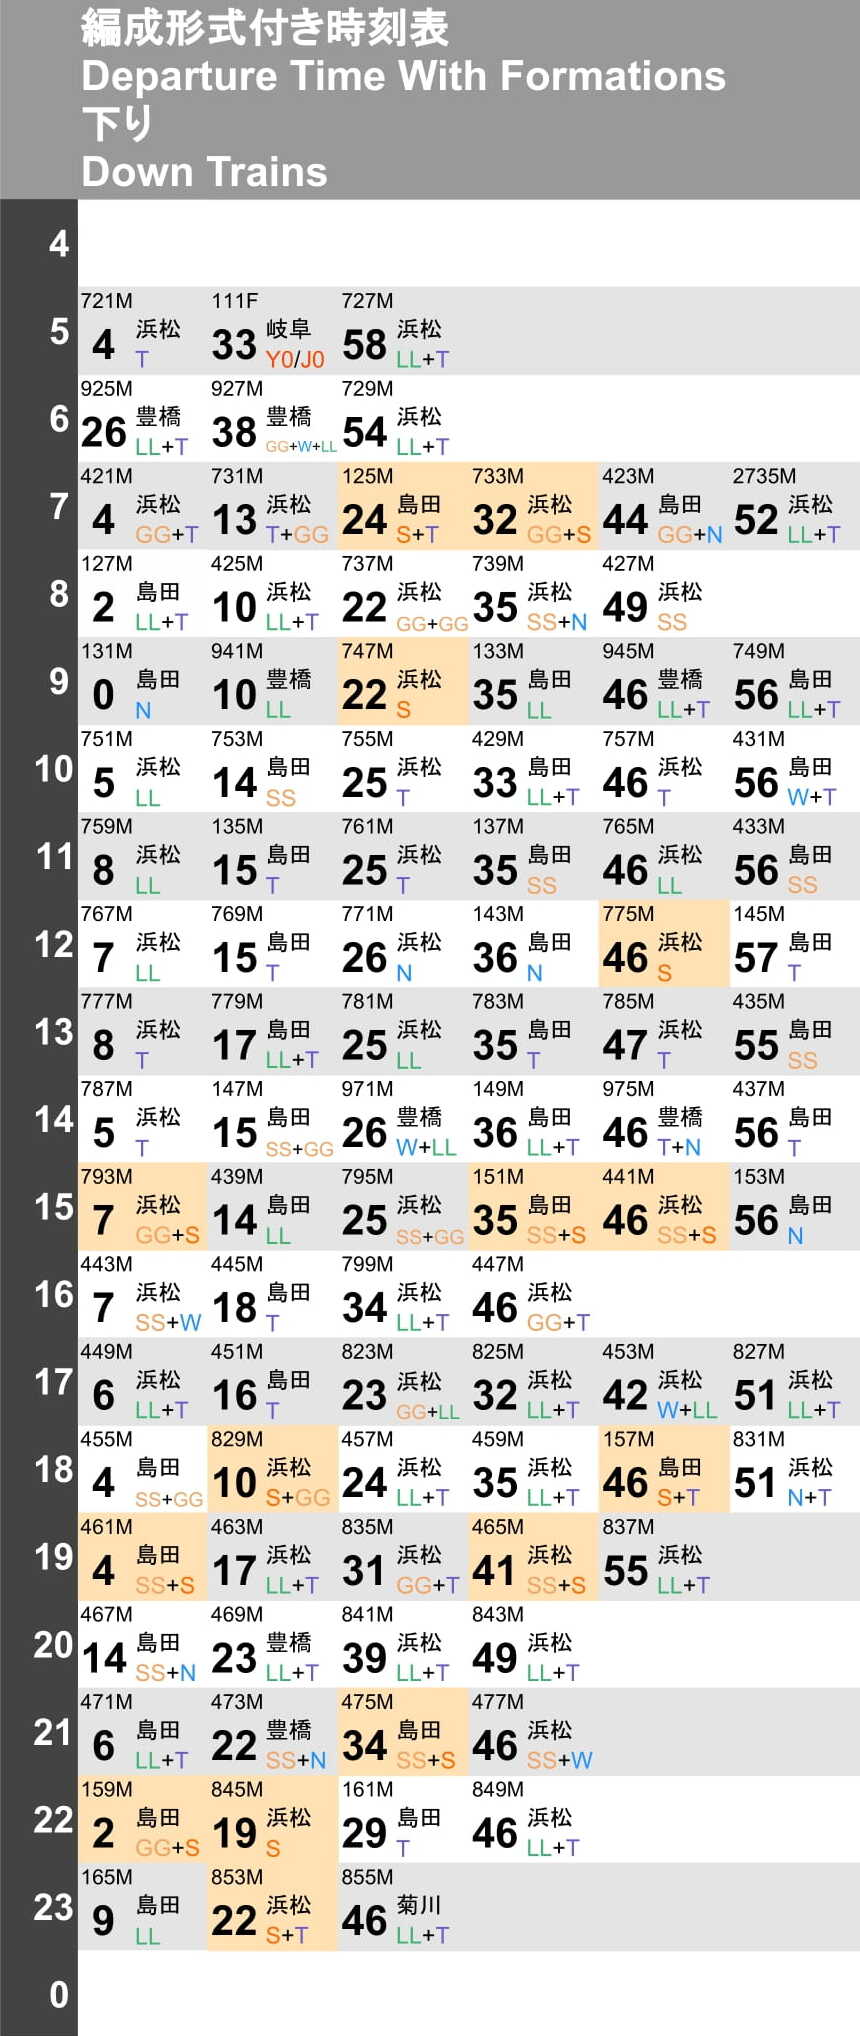 編成形式付き時刻表
Departure Time With Formations
下り
Down Trains
4
5
721M 111F 727M
4 浜松 33 岐阜 58 浜松
T Y0/J0 LL+T
6
925M 927M 729M
26 豊橋 38 豊橋 54 浜松
LL+T GG+W+LL LL+T
7
421M 731M 125M 733M 423M 2735M
4 浜松 13 浜松 24 島田 32 浜松 44 島田 52 浜松
GG+T T+GG S+T GG+S GG+N LL+T
8
127M 425M 737M 739M 427M
2 島田 10 浜松 22 浜松 35 浜松 49 浜松
LL+T LL+T GG+GG SS+N SS
9
131M 941M 747M 133M 945M 749M
0 島田 10 豊橋 22 浜松 35 島田 46 豊橋 56 島田
N LL S LL LL+T LL+T
10
751M 753M 755M 429M 757M 431M
5 浜松 14 島田 25 浜松 33 島田 46 浜松 56 島田
LL SS T LL+T T W+T
11
759M 135M 761M 137M 765M 433M
8 浜松 15 島田 25 浜松 35 島田 46 浜松 56 島田
LL T T SS LL SS
12
767M 769M 771M 143M 775M 145M
7 浜松 15 島田 26 浜松 36 島田 46 浜松 57 島田
LL T N N S T
13
777M 779M 781M 783M 785M 435M
8 浜松 17 島田 25 浜松 35 島田 47 浜松 55 島田
T LL+T LL T T SS
14
787M 147M 971M 149M 975M 437M
5 浜松 15 島田 26 豊橋 36 島田 46 豊橋 56 島田
T SS+GG W+LL LL+T T+N T
15
793M 439M 795M 151M 441M 153M
7 浜松 14 島田 25 浜松 35 島田 46 浜松 56 島田
GG+S LL SS+GG SS+S SS+S N
16
443M 445M 799M 447M
7 浜松 18 島田 34 浜松 46 浜松
SS+W T LL+T GG+T
17
449M 451M 823M 825M 453M 827M
6 浜松 16 島田 23 浜松 32 浜松 42 浜松 51 浜松
LL+T T GG+LL LL+T W+LL LL+T
18
455M 829M 457M 459M 157M 831M
4 島田 10 浜松 24 浜松 35 浜松 46 島田 51 浜松
SS+GG S+GG LL+T LL+T S+T N+T
19
461M 463M 835M 465M 837M
4 島田 17 浜松 31 浜松 41 浜松 55 浜松
SS+S LL+T GG+T SS+S LL+T
20
467M 469M 841M 843M
14 島田 23 豊橋 39 浜松 49 浜松
SS+N LL+T LL+T LL+T
21
471M 473M 475M 477M
6 島田 22 豊橋 34 島田 46 浜松
LL+T SS+N SS+S SS+W
22
159M 845M 161M 849M
2 島田 19 浜松 29 島田 46 浜松
GG+S S T LL+T
23
165M 853M 855M
9 島田 22 浜松 46 菊川
LL S+T LL+T
0